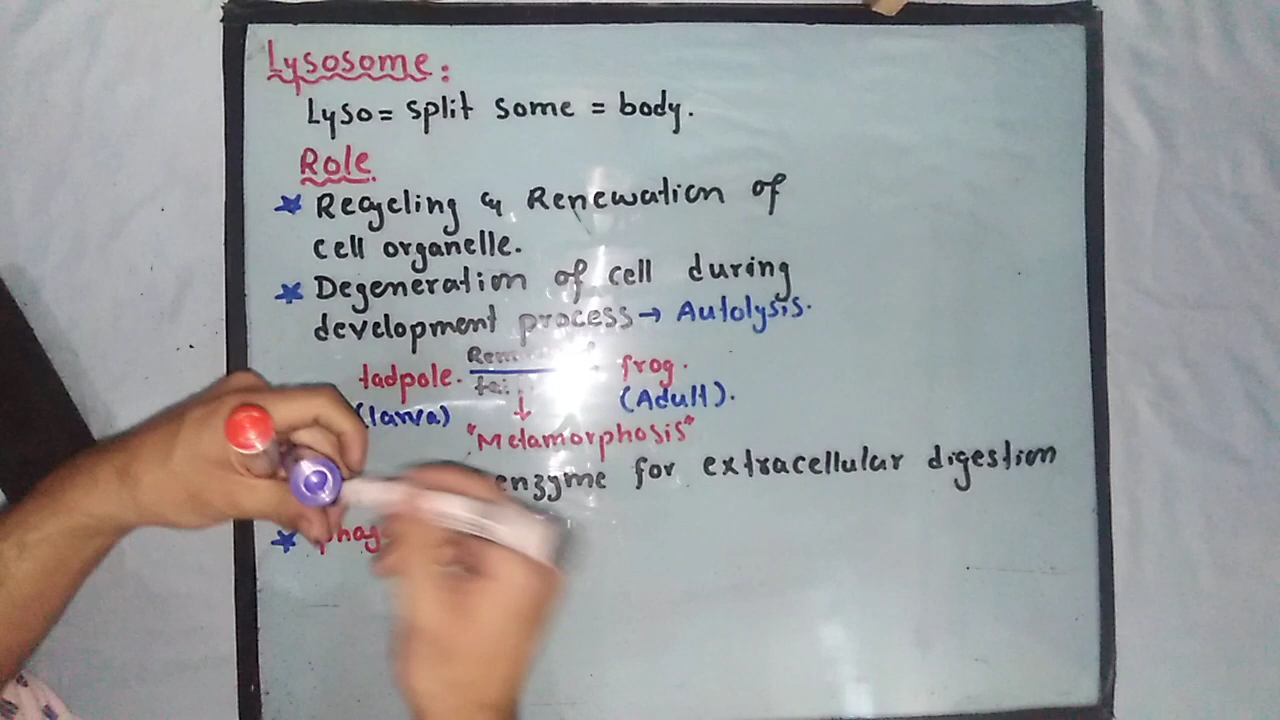 Lysosome:
Lyso = split some = body.
Role
Recycling & Renewation of
cell organelle.
Degeneration of cell during
development process → Autolysis.
tadpole. frog.
(larva) (Adult).
↓
"Metamorphosis"
enzyme for extracellular digestion